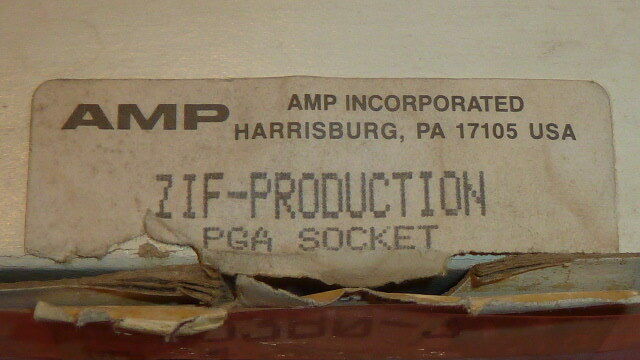 AMP
AMP INCORPORATED
HARRISBURG, PA 17105 USA
ZIF-PRODUCTION
PGA SOCKET